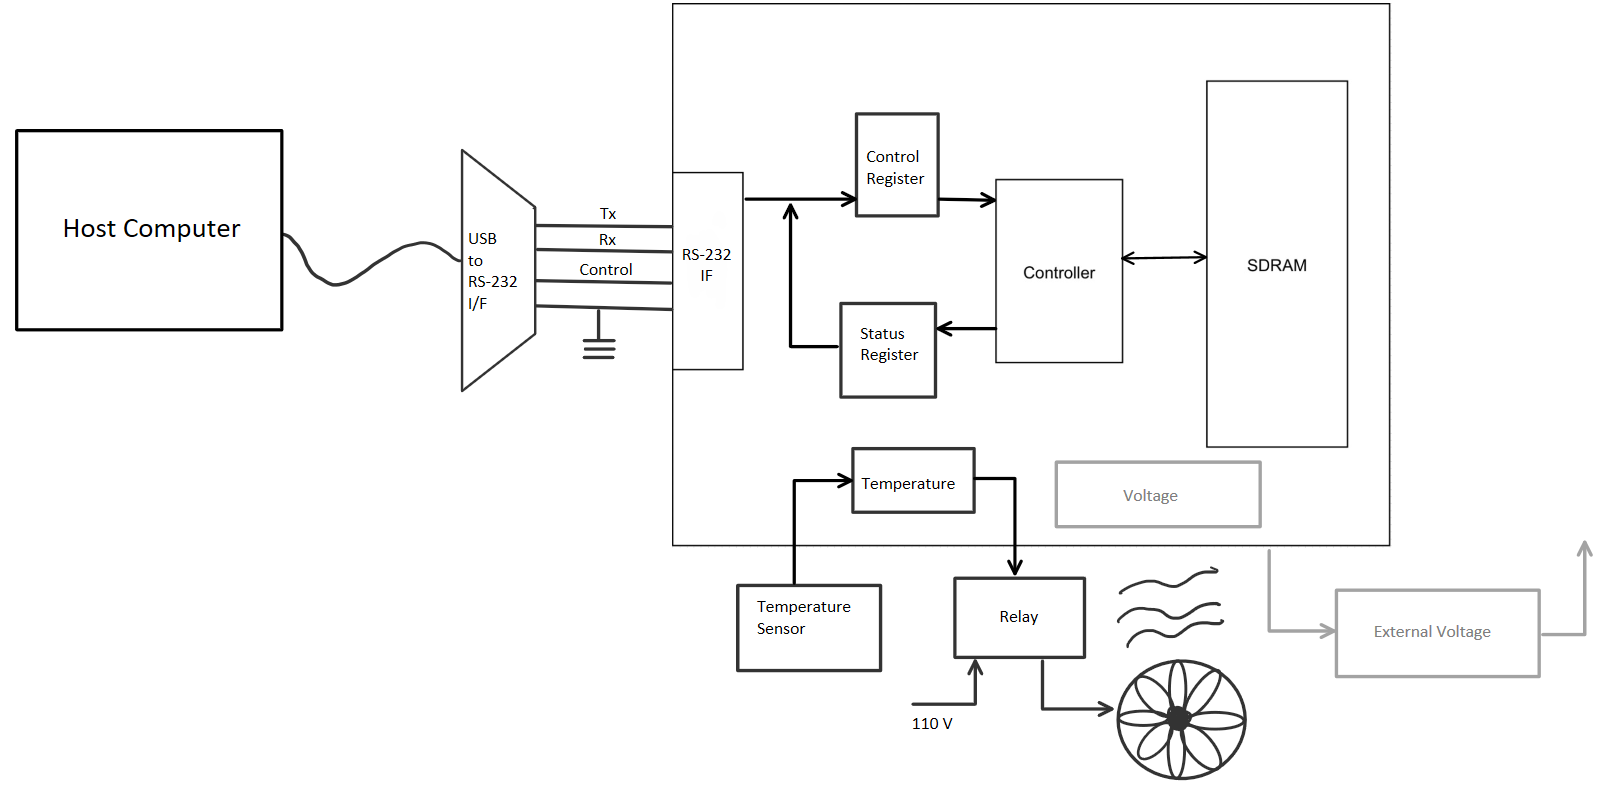 Host Computer
USB
to
RS-232
I/F
Tx
Rx
Control
RS-232
IF
Control
Register
Controller
SDRAM
Status
Register
Temperature
Voltage
Temperature
Sensor
Relay
External Voltage
110 V